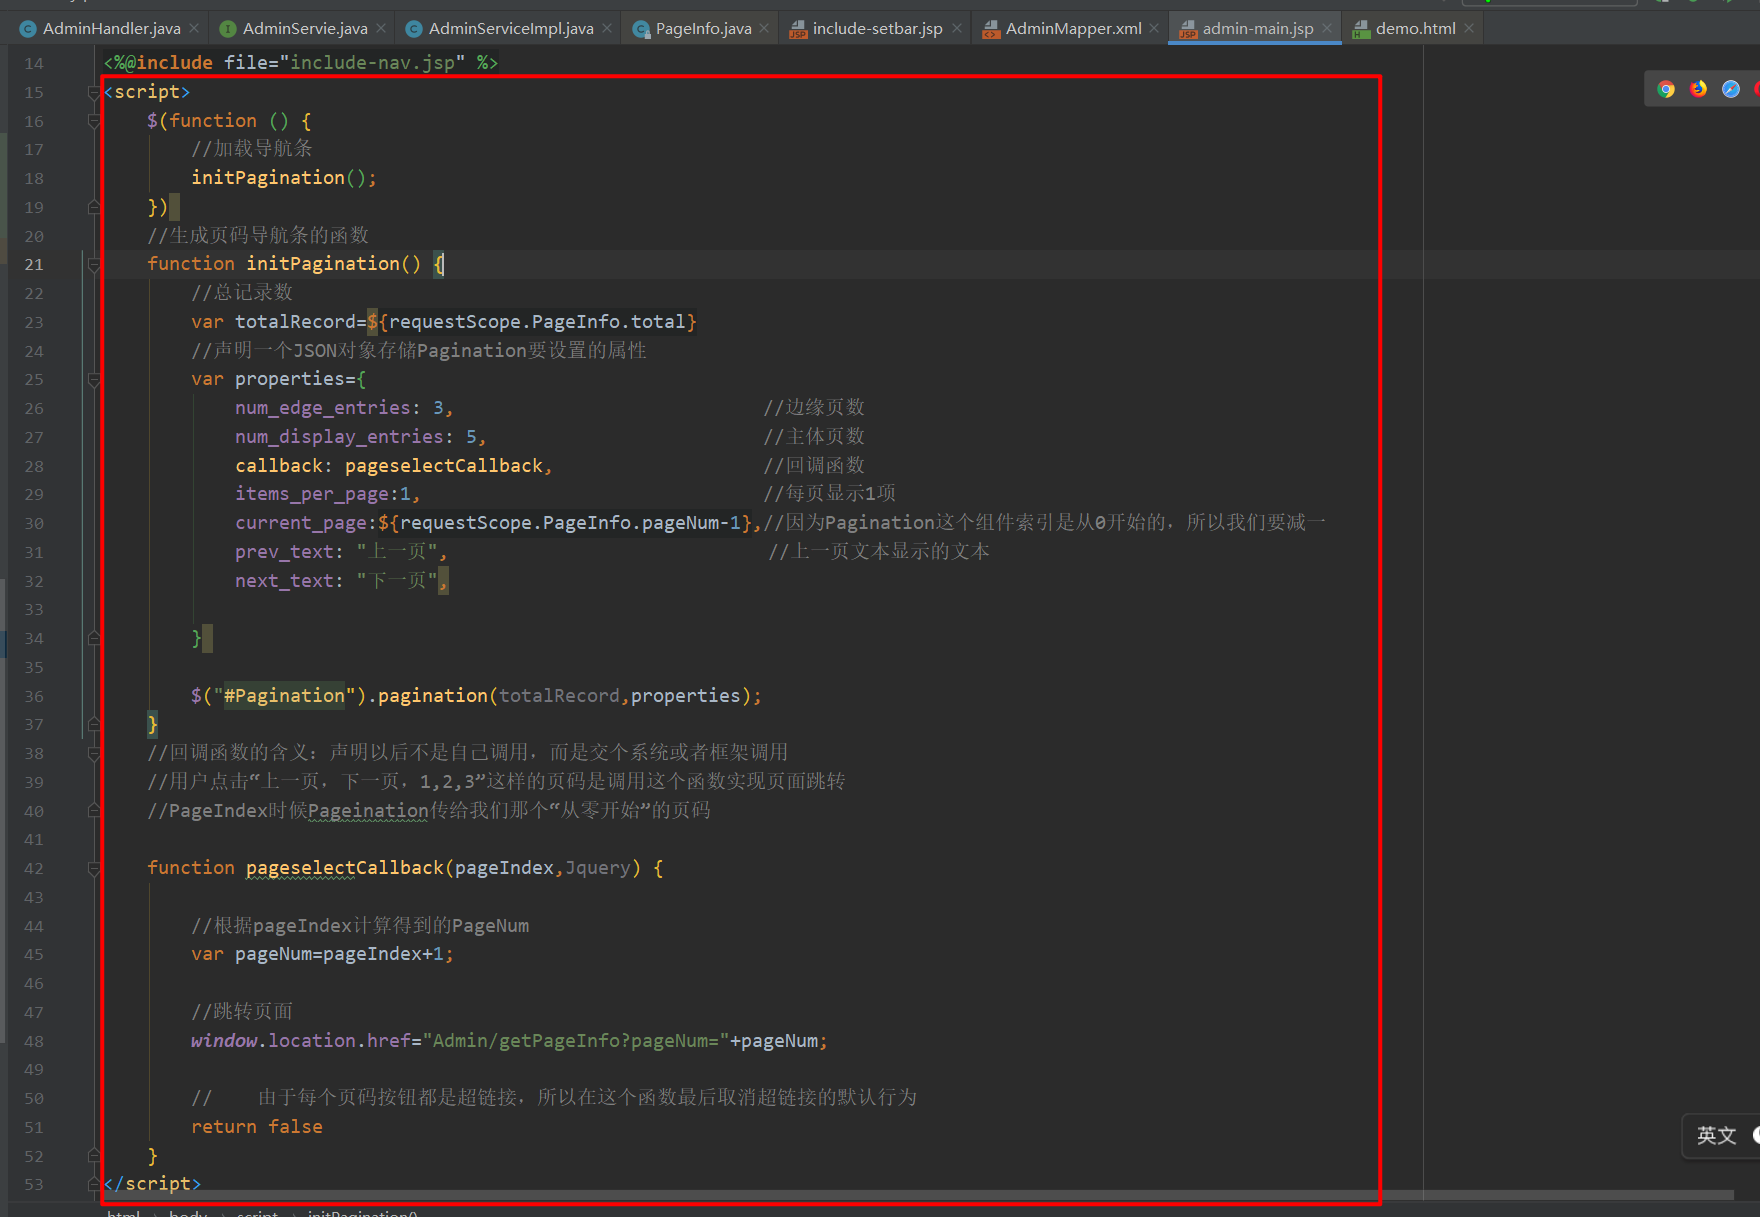 AdminHandler.java AdminServie.java AdminServiceImpl.java PageInfo.java include-setbar.jsp AdminMapper.xml admin-main.jsp demo.html
14 <%@include file="include-nav.jsp" %>
15 <script>
16 $(function () {
17 //加载导航条
18 initPagination();
19 })
20 //生成页码导航条的函数
21 function initPagination() {
22 //总记录数
23 var totalRecord=${requestScope.PageInfo.total}
24 //声明一个JSON对象存储Pagination要设置的属性
25 var properties={
26 num_edge_entries: 3, //边缘页数
27 num_display_entries: 5, //主体页数
28 callback: pageselectCallback, //回调函数
29 items_per_page:1, //每页显示1项
30 current_page:${requestScope.PageInfo.pageNum-1},//因为Pagination这个组件索引是从0开始的，所以我们要减一
31 prev_text: "上一页", //上一页文本显示的文本
32 next_text: "下一页",
33
34 }
35
36 $("#Pagination").pagination(totalRecord,properties);
37 }
38 //回调函数的含义：声明以后不是自己调用，而是交个系统或者框架调用
39 //用户点击“上一页，下一页，1,2,3”这样的页码是调用这个函数实现页面跳转
40 //PageIndex时候Pageination传给我们那个“从零开始”的页码
41
42 function pageselectCallback(pageIndex,Jquery) {
43
44 //根据pageIndex计算得到的PageNum
45 var pageNum=pageIndex+1;
46
47 //跳转页面
48 window.location.href="Admin/getPageInfo?pageNum="+pageNum;
49
50 // 由于每个页码按钮都是超链接，所以在这个函数最后取消超链接的默认行为
51 return false
52 }
53 </script>
英文
html body script initPagination()